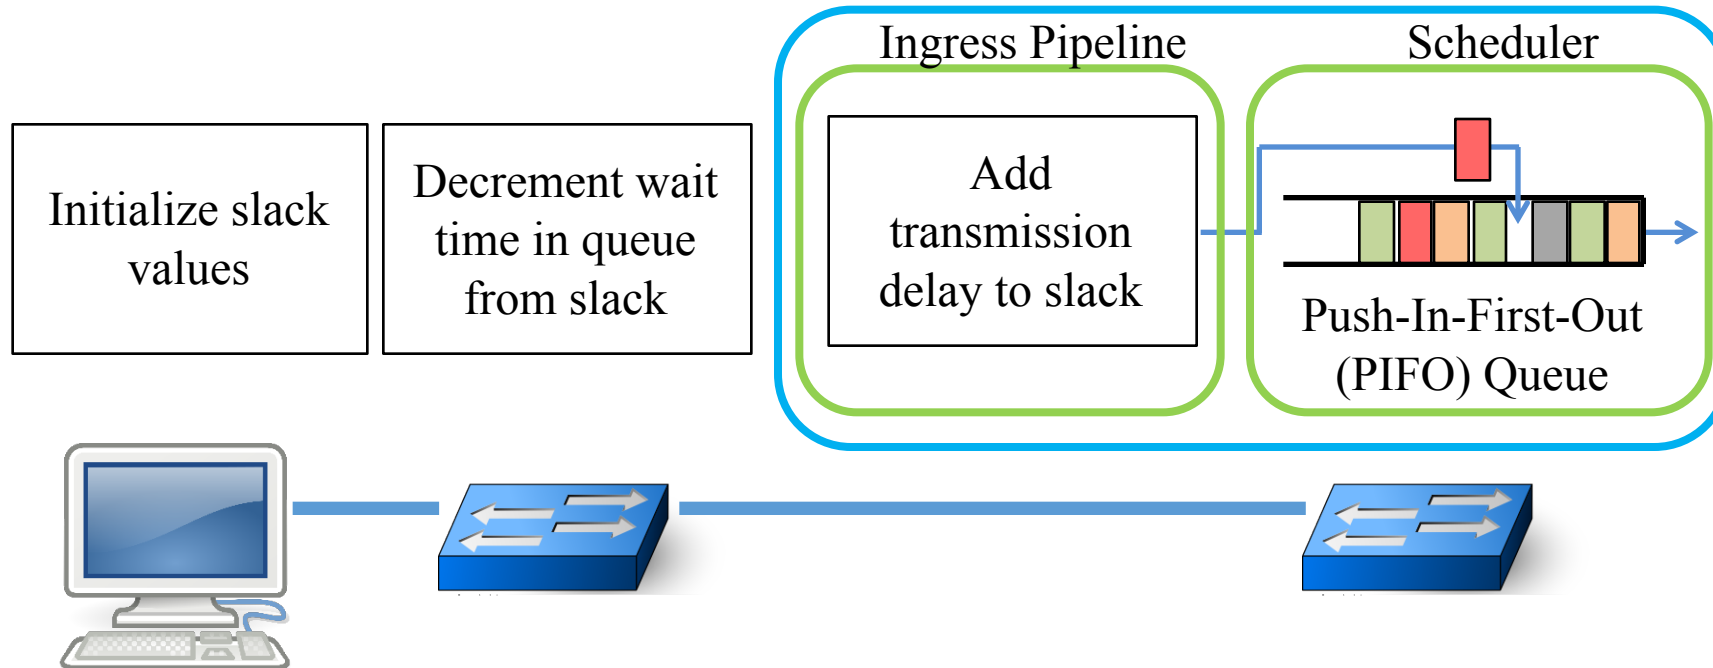 Ingress Pipeline
Scheduler
Initialize slack
values
Decrement wait
time in queue
from slack
Add
transmission
delay to slack
Push-In-First-Out
(PIFO) Queue